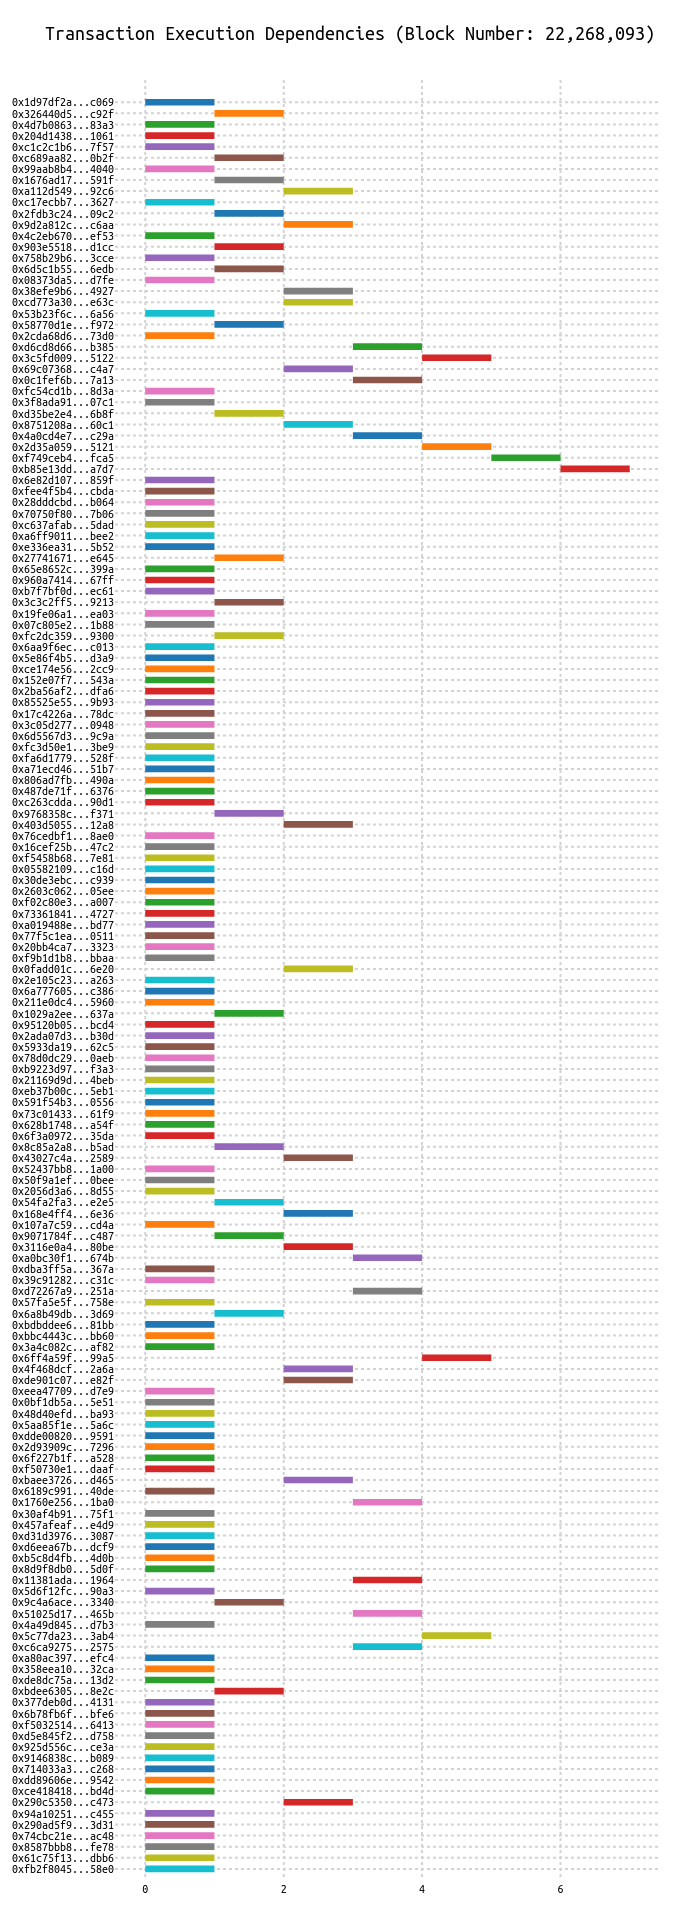 Transaction Execution Dependencies (Block Number: 22,268,093)
0x1d97df2a...c069
0x326440d5...c92f
0x4d7b0863...83a3
0x204d1438...1061
0xc1c2c1b6...7f57
0xc689aa82...0b2f
0x99aab8b4...4040
0x1676ad17...591f
0xa112d549...92c6
0xc17ecbb7...3627
0x2fdb3c24...09c2
0x9d2a812c...c6aa
0x4c2eb670...ef53
0x903e5518...d1cc
0x758b29b6...3cce
0x6d5c1b55...6edb
0x08373da5...d7fe
0x38efe9b6...4927
0xcd773a30...e63c
0x53b23f6c...6a56
0x58770d1e...f972
0x2cda68d6...73d0
0xd6cd8d66...b385
0x3c5fd009...5122
0x69c07368...c4a7
0x0c1fef6b...7a13
0xfc54cd1b...8d3a
0x3f8ada91...07c1
0xd35be2e4...6b8f
0x8751208a...60c1
0x4a0cd4e7...c29a
0x2d35a059...5121
0xf749ceb4...fca5
0xb85e13dd...a7d7
0x6e82d107...859f
0xfee4f5b4...cbda
0x28dddcbd...b064
0x70750f80...7b06
0xc637afab...5dad
0xa6ff9011...bee2
0xe336ea31...5b52
0x27741671...e645
0x65e8652c...399a
0x960a7414...67ff
0xb7f7bf0d...ec61
0x3c3c2ff5...9213
0x19fe06a1...ea03
0x07c805e2...1b88
0xfc2dc359...9300
0x6aa9f6ec...c013
0x5e86f4b5...d3a9
0xce174e56...2cc9
0x152e07f7...543a
0x2ba56af2...dfa6
0x85525e55...9b93
0x17c4226a...78dc
0x3c05d277...0948
0x6d5567d3...9c9a
0xfc3d50e1...3be9
0xfa6d1779...528f
0xa71ecd46...51b7
0x806ad7fb...490a
0x487de71f...6376
0xc263cdda...90d1
0x9768358c...f371
0x403d5055...12a8
0x76cedbf1...8ae0
0x16cef25b...47c2
0xf5458b68...7e81
0x05582109...c16d
0x30de3ebc...c939
0x2603c062...05ee
0xf02c80e3...a007
0x73361841...4727
0xa019488e...bd77
0x77f5c1ea...0511
0x20bb4ca7...3323
0xf9b1d1b8...bbaa
0x0fadd01c...6e20
0x2e105c23...a263
0x6a777605...c386
0x211e0dc4...5960
0x1029a2ee...637a
0x95120b05...bcd4
0x2ada07d3...b30d
0x5933da19...62c5
0x78d0dc29...0aeb
0xb9223d97...f3a3
0x21169d9d...4beb
0xeb37b00c...5eb1
0x591f54b3...0556
0x73c01433...61f9
0x628b1748...a54f
0x6f3a0972...35da
0x8c85a2a8...b5ad
0x43027c4a...2589
0x52437bb8...1a00
0x50f9a1ef...0bee
0x2056d3a6...8d55
0x54fa2fa3...e2e5
0x168e4ff4...6e36
0x107a7c59...cd4a
0x9071784f...c487
0x3116e0a4...80be
0xa0bc30f1...674b
0xdba3ff5a...367a
0x39c91282...c31c
0xd72267a9...251a
0x57fa5e5f...758e
0x6a8b49db...3d69
0xbdbddee6...81bb
0xbbc4443c...bb60
0x3a4c082c...af82
0x6ff4a59f...99a5
0x4f468dcf...2a6a
0xde901c07...e82f
0xeea47709...d7e9
0x0bf1db5a...5e51
0x48d40efd...ba93
0x5aa85f1e...5a6c
0xdde00820...9591
0x2d93909c...7296
0x6f227b1f...a528
0xf50730e1...daaf
0xbaee3726...d465
0x6189c991...40de
0x1760e256...1ba0
0x30af4b91...75f1
0x457afeaf...e4d9
0xd31d3976...3087
0xd6eea67b...dcf9
0xb5c8d4fb...4d0b
0x8d9f8db0...5d0f
0x11381ada...1964
0x5d6f12fc...90a3
0x9c4a6ace...3340
0x51025d17...465b
0x4a49d845...d7b3
0x5c77da23...3ab4
0xc6ca9275...2575
0xa80ac397...efc4
0x358eea10...32ca
0xde8dc75a...13d2
0xbdee6305...8e2c
0x377deb0d...4131
0x6b78fb6f...bfe6
0xf5032514...6413
0xd5e845f2...d758
0x925d556c...ce3a
0x9146838c...b089
0x714033a3...c268
0xdd89606e...9542
0xce418418...bd4d
0x290c5350...c473
0x94a10251...c455
0x290ad5f9...3d31
0x74cbc21e...ac48
0x8587bbb8...fe78
0x61c75f13...dbb6
0xfb2f8045...58e0
0 2 4 6